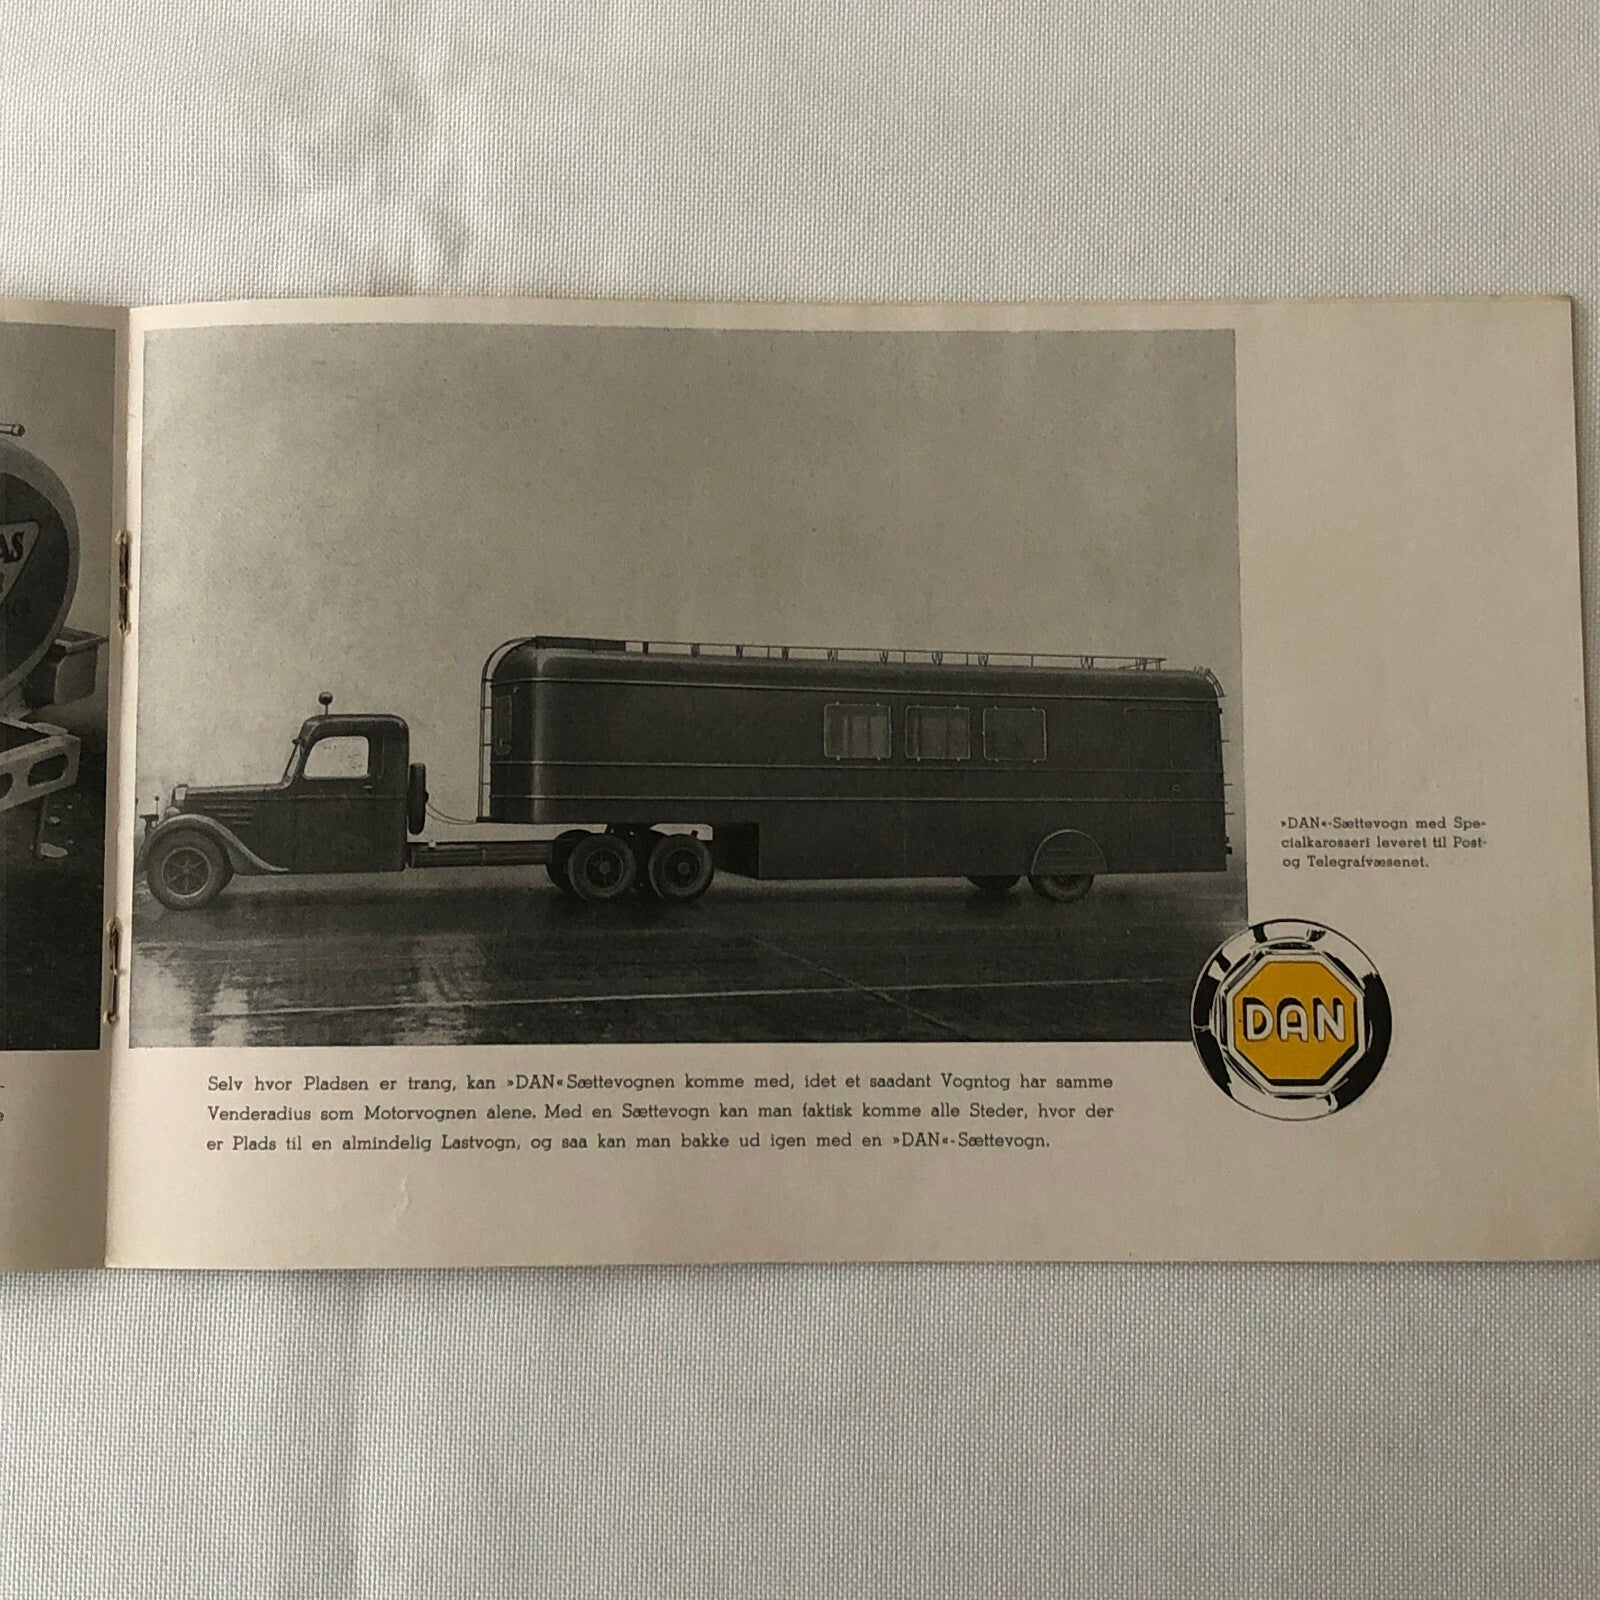 AS
»DAN«-Sættevogn med Spe-
cialkarosseri leveret til Post-
og Telegrafvæsenet.
DAN
Selv hvor Pladsen er trang, kan »DAN« Sættevognen komme med, idet et saadant Vogntog har samme
Venderadius som Motorvognen alene. Med en Sættevogn kan man faktisk komme alle Steder, hvor der
er Plads til en almindelig Lastvogn, og saa kan man bakke ud igen med en »DAN«-Sættevogn.